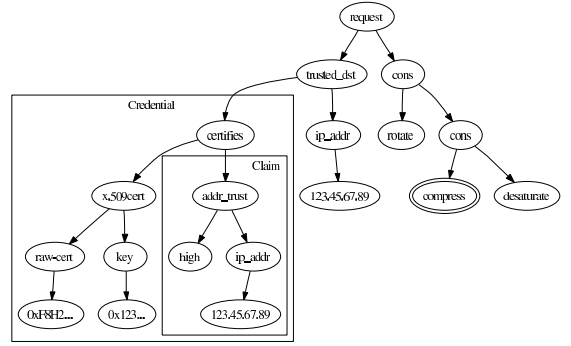 request
trusted_dst
cons
Credential
certifies
ip_addr
rotate
cons
Claim
x.509cert
addr_trust
123.45.67.89
compress
desaturate
raw-cert
key
high
ip_addr
0xF8H2...
0x123...
123.45.67.89